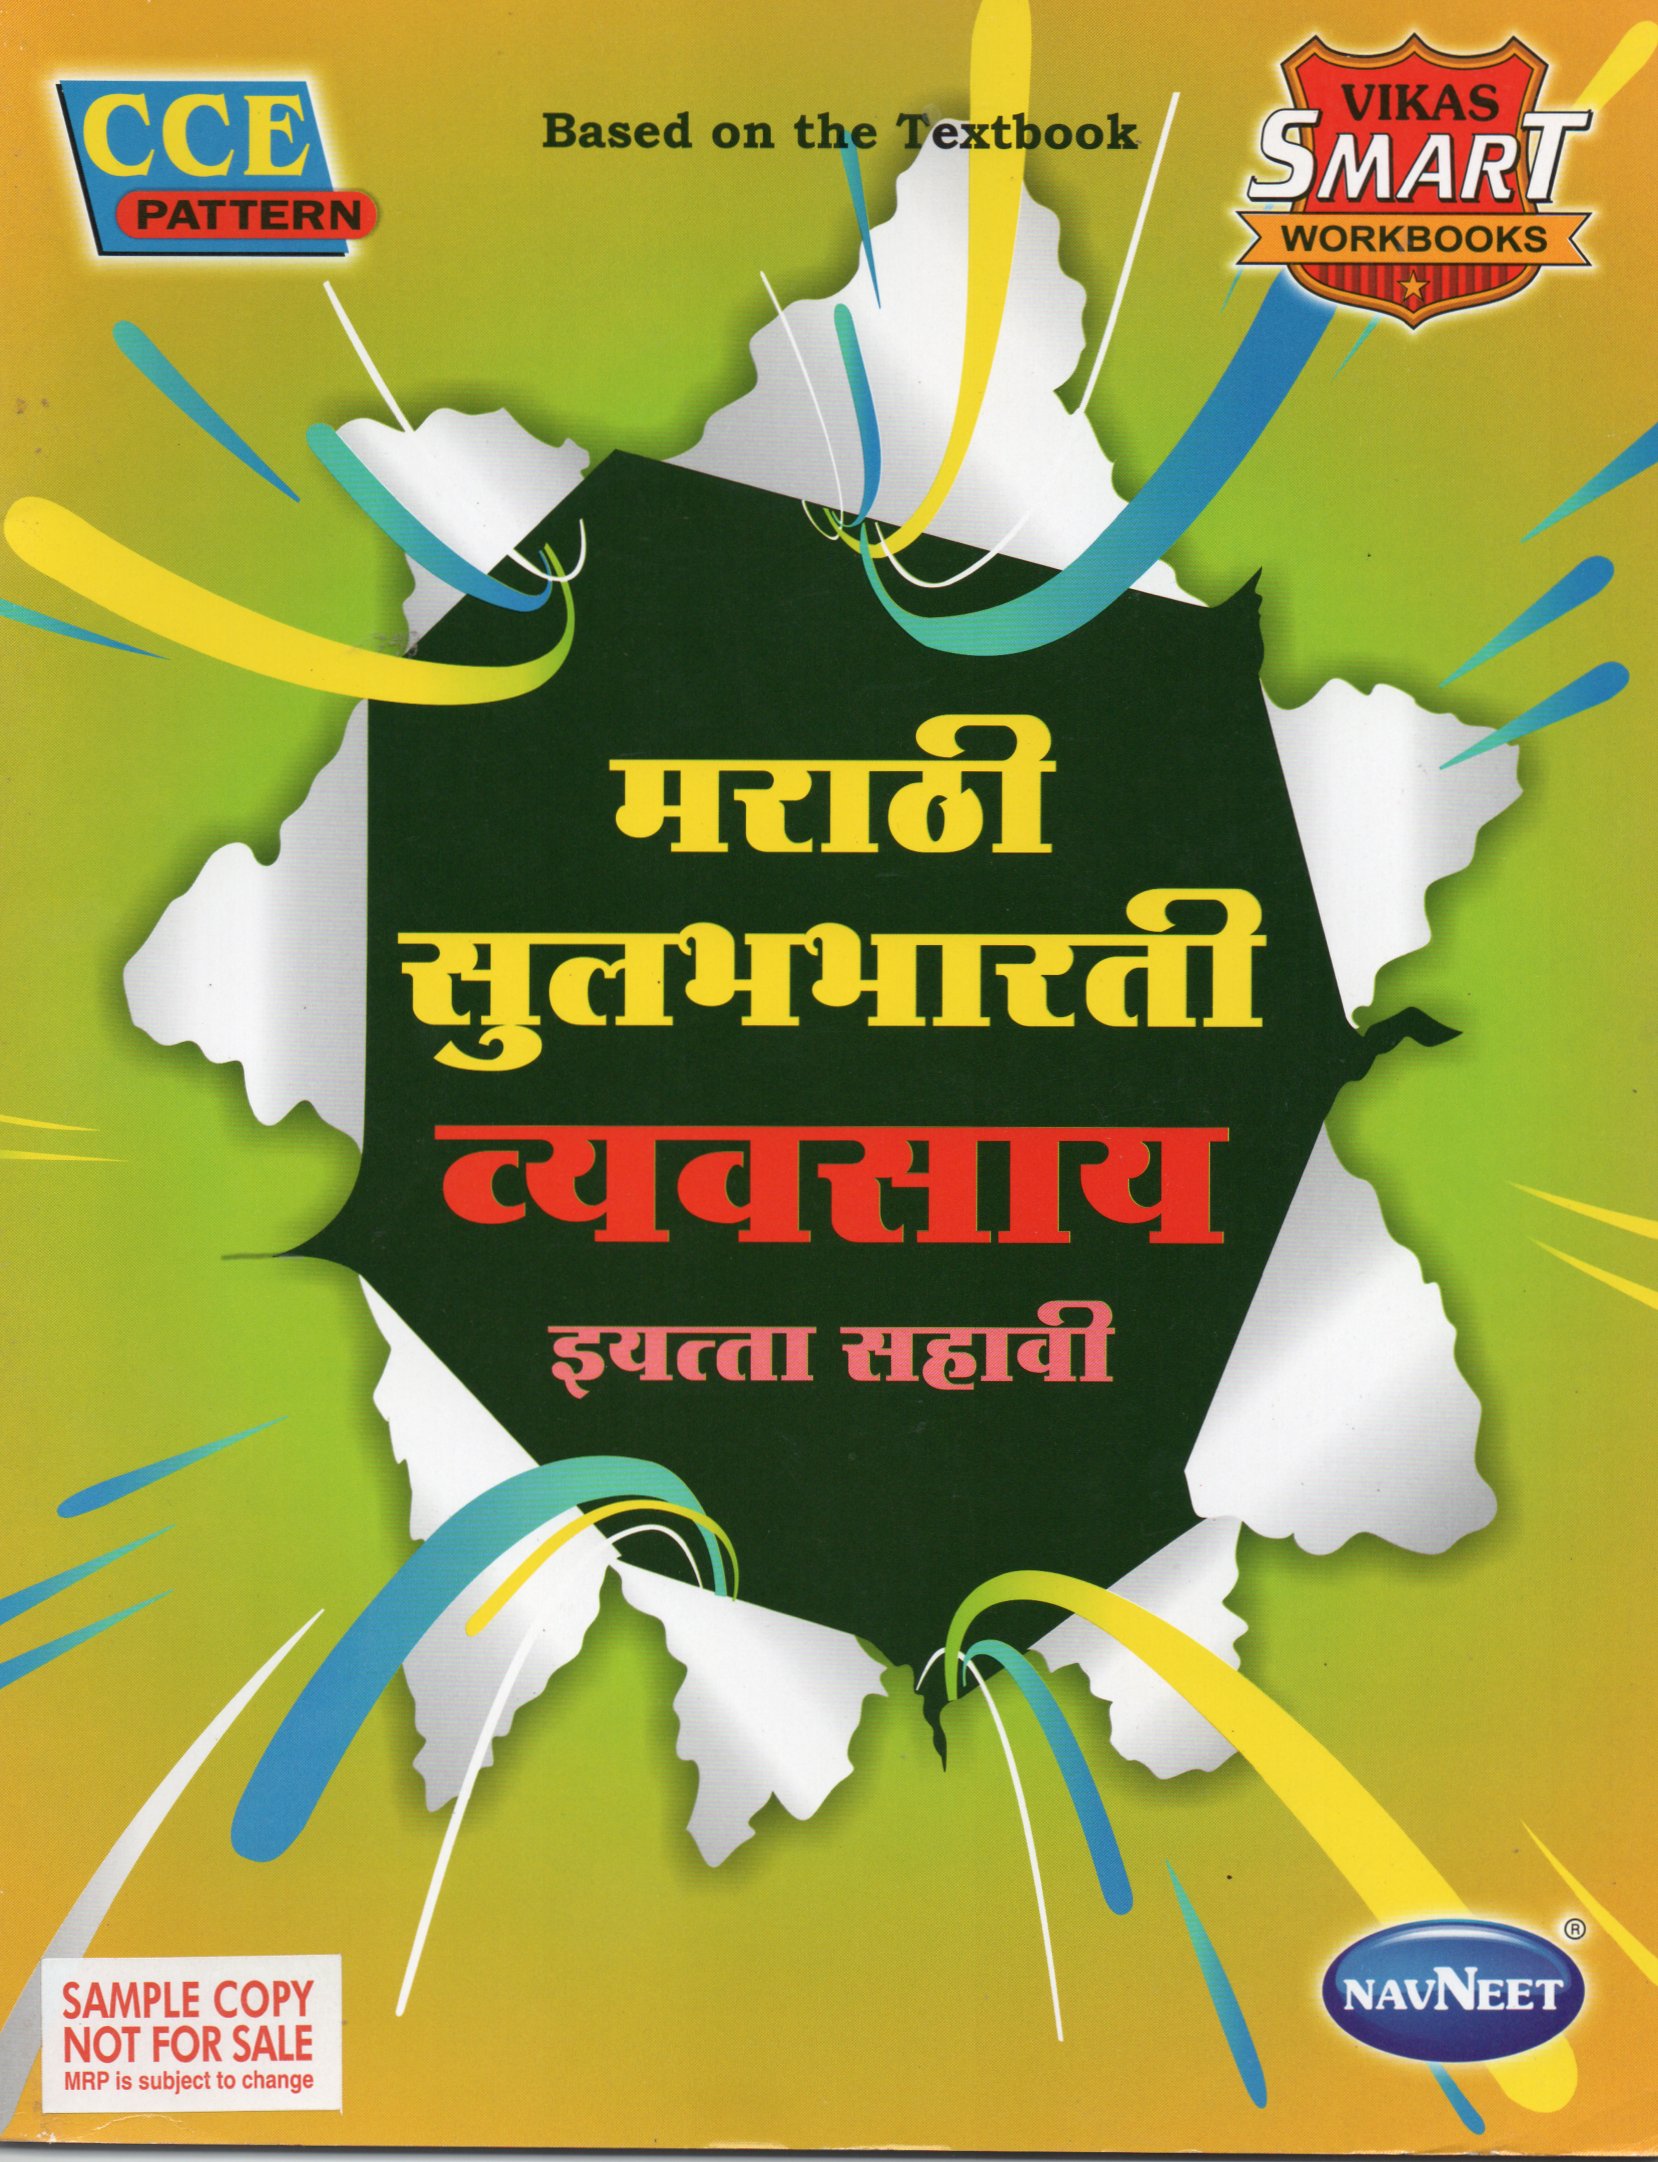 CCE
PATTERN
Based on the Textbook
VIKAS
SMART
WORKBOOKS
मराठी
सुलभभारती
व्यवसाय
इयत्ता सहावी
SAMPLE COPY
NOT FOR SALE
MRP is subject to change
NAVNEET
®